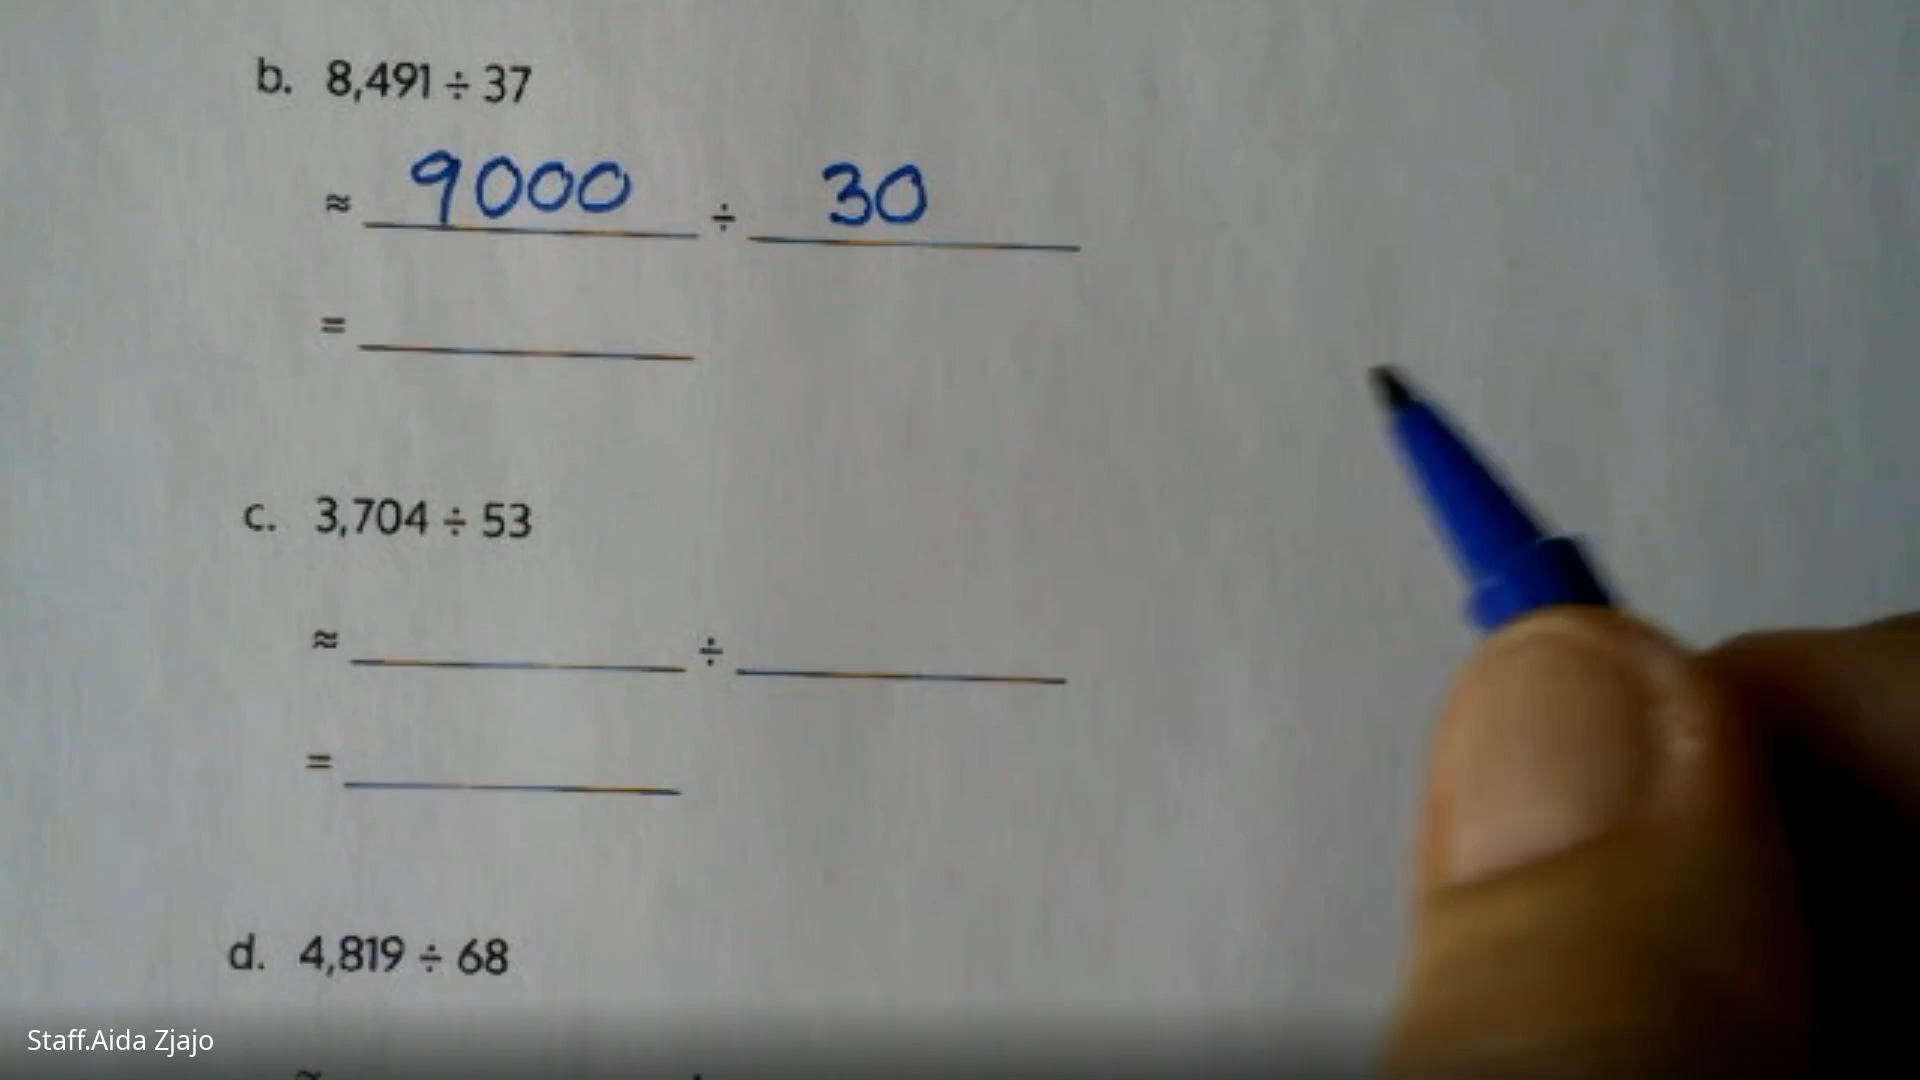 b. 8,491 ÷ 37
≈ 9000 ÷ 30
=
c. 3,704 ÷ 53
≈ ÷
=
d. 4,819 ÷ 68
Staff.Aida Zjajo